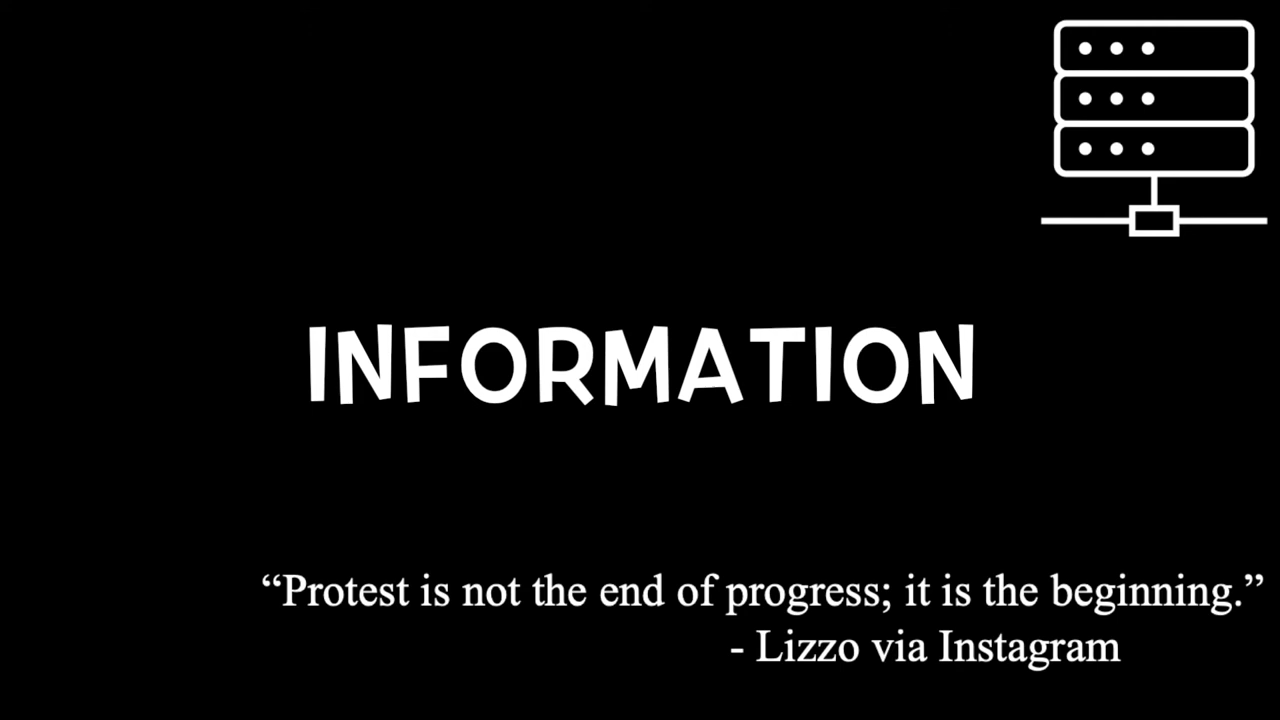 INFORMATION
“Protest is not the end of progress; it is the beginning.”
- Lizzo via Instagram